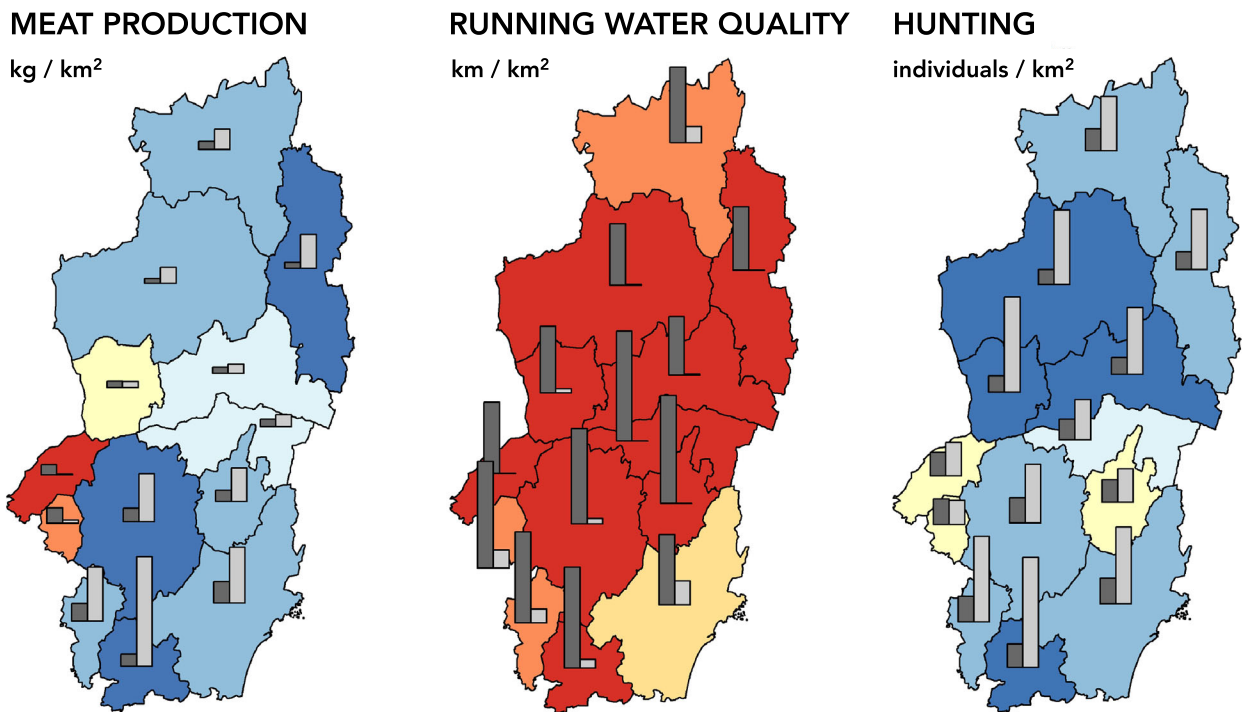 MEAT PRODUCTION
kg / km²
RUNNING WATER QUALITY
km / km²
HUNTING
individuals / km²